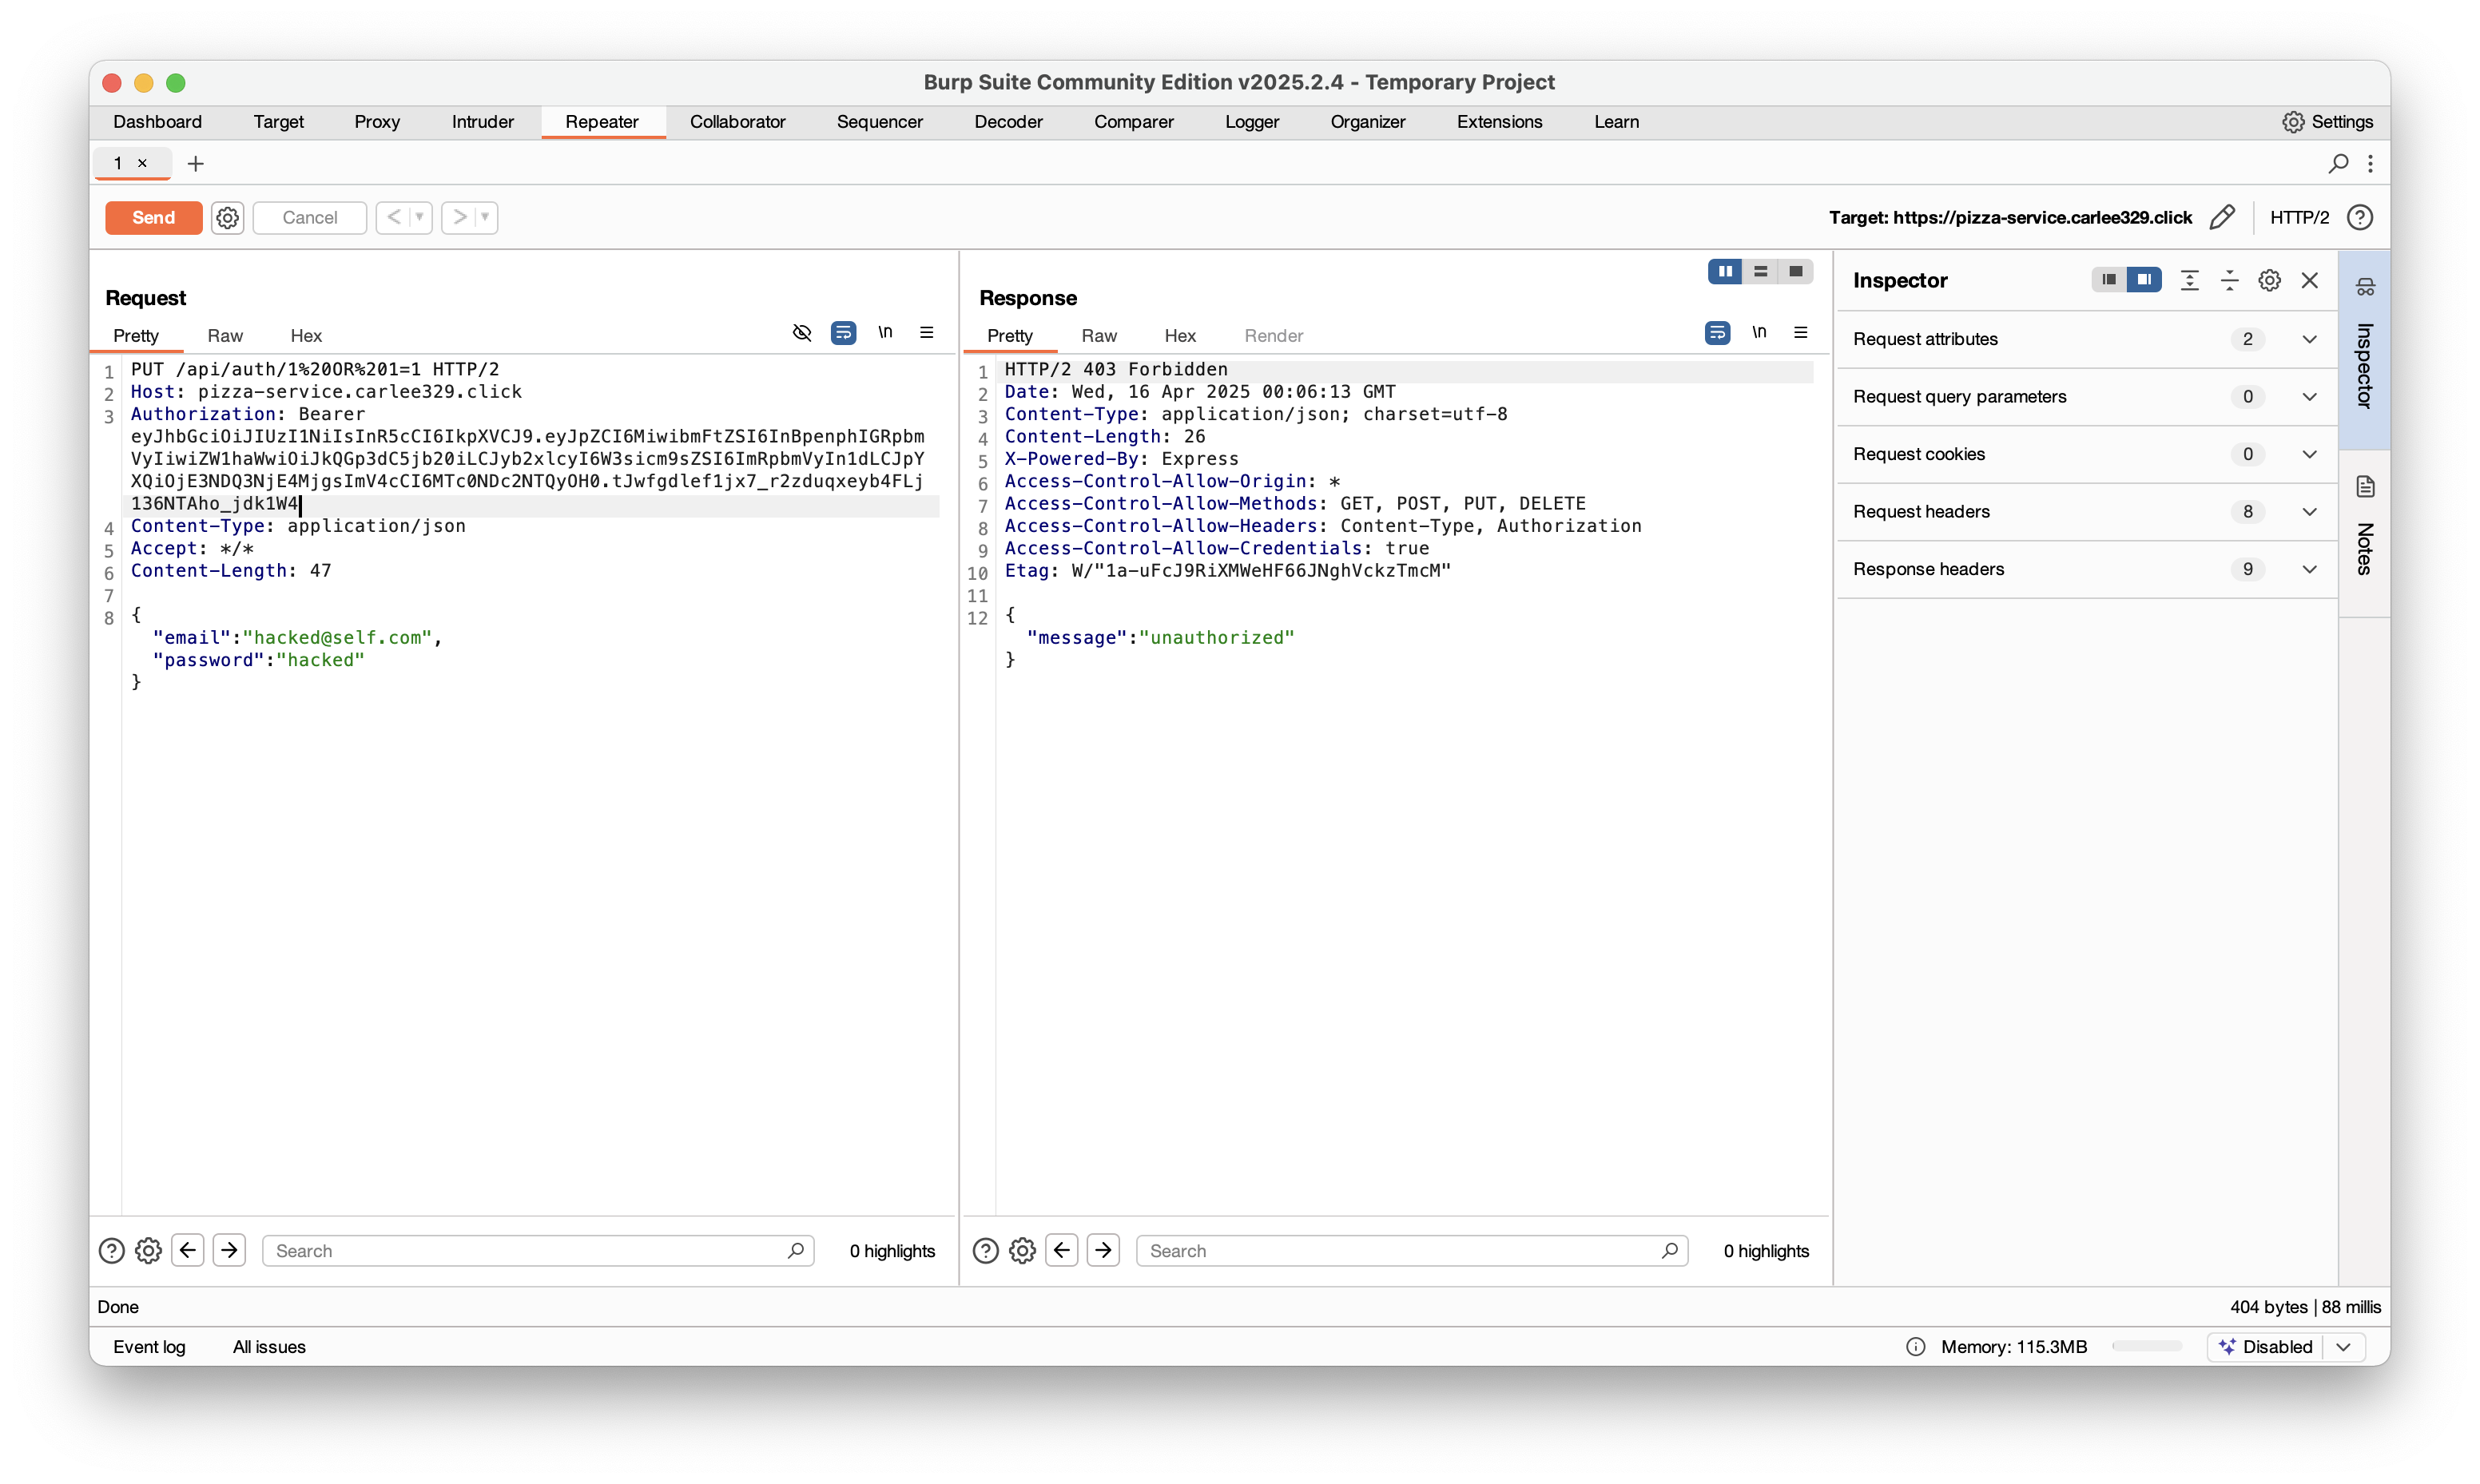 Burp Suite Community Edition v2025.2.4 - Temporary Project
Dashboard Target Proxy Intruder Repeater Collaborator Sequencer Decoder Comparer Logger Organizer Extensions Learn Settings
1 × +
Send Cancel < > Target: https://pizza-service.carlee329.click HTTP/2 ?
Request
Pretty Raw Hex \n
1 PUT /api/auth/1%20OR%201=1 HTTP/2
2 Host: pizza-service.carlee329.click
3 Authorization: Bearer
eyJhbGciOiJIUzI1NiIsInR5cCI6IkpXVCJ9.eyJpZCI6MiwibmFtZSI6InBpenphIGRpbm
VyIiwiZW1haWwiOiJkQGp3dC5jb20iLCJyb2xlcyI6W3sicm9sZSI6ImRpbmVyIn1dLCJpY
XQiOjE3NDQ3NjE4MjgsImV4cCI6MTc0NDc2NTQyOH0.tJwfgdlef1jx7_r2zduqxeyb4FLj
136NTAho_jdk1W4
4 Content-Type: application/json
5 Accept: */*
6 Content-Length: 47
7
8 {
"email":"hacked@self.com",
"password":"hacked"
}
? Search 0 highlights
Response
Pretty Raw Hex Render \n
1 HTTP/2 403 Forbidden
2 Date: Wed, 16 Apr 2025 00:06:13 GMT
3 Content-Type: application/json; charset=utf-8
4 Content-Length: 26
5 X-Powered-By: Express
6 Access-Control-Allow-Origin: *
7 Access-Control-Allow-Methods: GET, POST, PUT, DELETE
8 Access-Control-Allow-Headers: Content-Type, Authorization
9 Access-Control-Allow-Credentials: true
10 Etag: W/"1a-uFcJ9RiXMWeHF66JNghVckzTmcM"
11
12 {
"message":"unauthorized"
}
? Search 0 highlights
Inspector
Request attributes 2
Request query parameters 0
Request cookies 0
Request headers 8
Response headers 9
Inspector
Notes
Done 404 bytes | 88 millis
Event log All issues Memory: 115.3MB Disabled